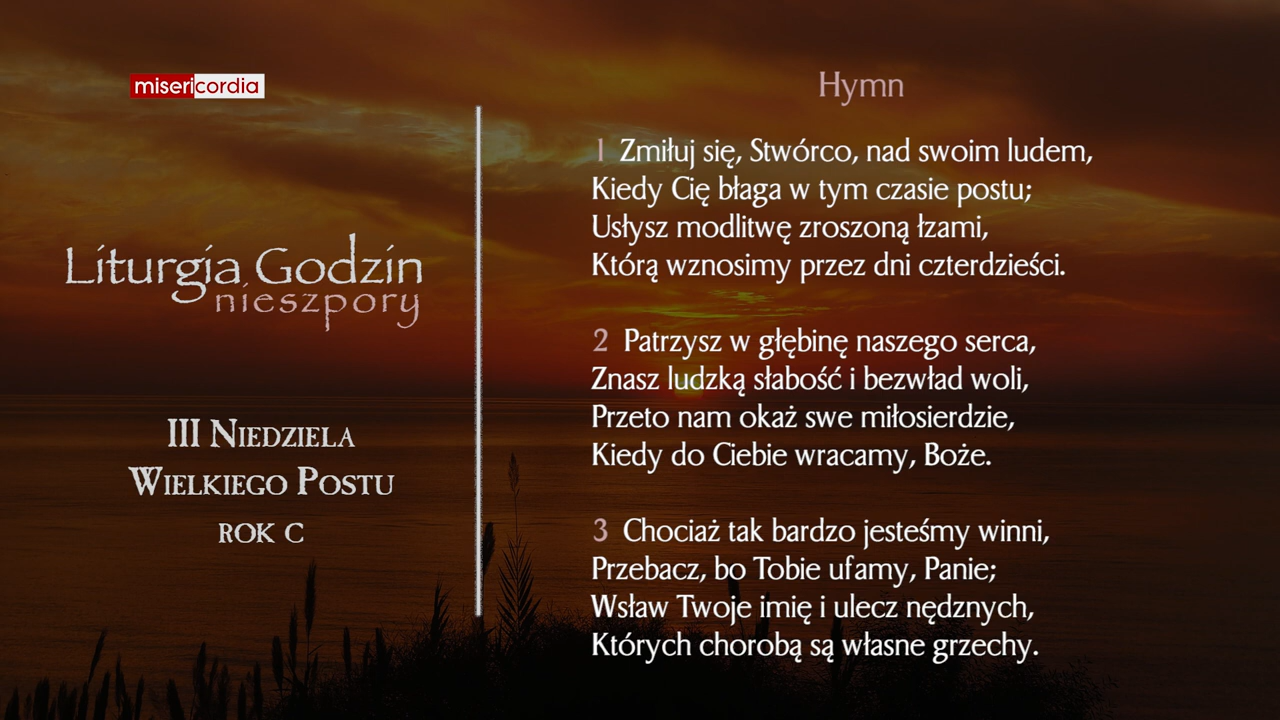 misericordia
Liturgia Godzin
nieszpory
III Niedziela
Wielkiego Postu
rok C
Hymn
1 Zmiłuj się, Stwórco, nad swoim ludem,
Kiedy Cię błaga w tym czasie postu;
Usłysz modlitwę zroszoną łzami,
Którą wznosimy przez dni czterdzieści.
2 Patrzysz w głębinę naszego serca,
Znasz ludzką słabość i bezwład woli,
Przeto nam okaż swe miłosierdzie,
Kiedy do Ciebie wracamy, Boże.
3 Chociaż tak bardzo jesteśmy winni,
Przebacz, bo Tobie ufamy, Panie;
Wsław Twoje imię i ulecz nędznych,
Których chorobą są własne grzechy.